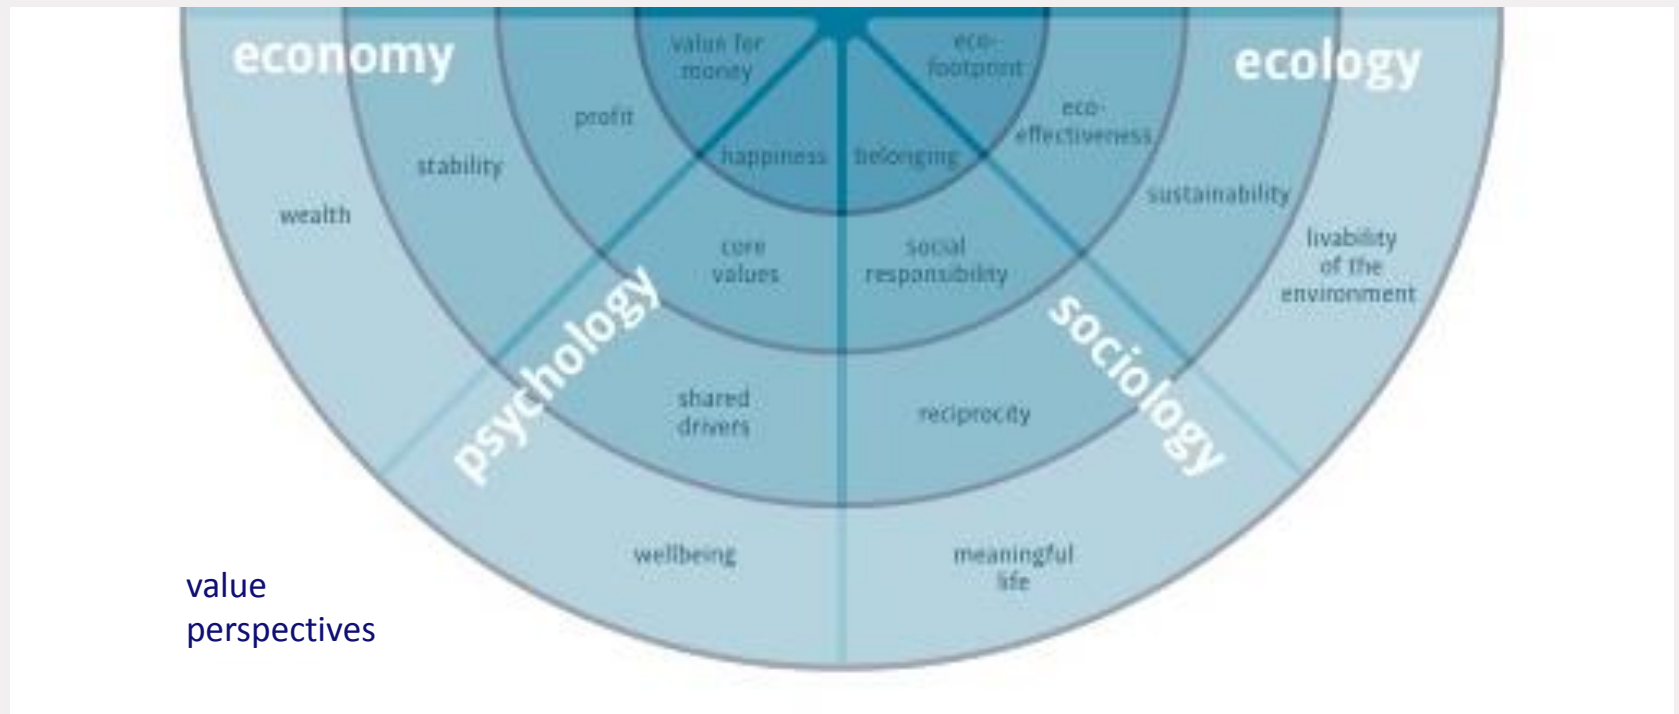 economy
ecology
value for
money
eco-
footprint
profit
eco-
effectiveness
happiness
belonging
stability
sustainability
wealth
livability
of the
environment
core
values
social
responsibility
psychology
sociology
shared
drivers
reciprocity
wellbeing
meaningful
life
value
perspectives